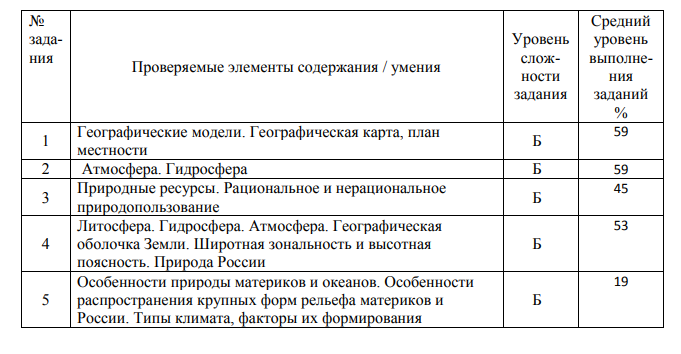 №
зада-
ния
Проверяемые элементы содержания / умения
Уровень
слож-
ности
задания
Средний
уровень
выполне-
ния
заданий
%
1
Географические модели. Географическая карта, план
местности
Б
59
2
Атмосфера. Гидросфера
Б
59
3
Природные ресурсы. Рациональное и нерациональное
природопользование
Б
45
4
Литосфера. Гидросфера. Атмосфера. Географическая
оболочка Земли. Широтная зональность и высотная
поясность. Природа России
Б
53
5
Особенности природы материков и океанов. Особенности
распространения крупных форм рельефа материков и
России. Типы климата, факторы их формирования
Б
19